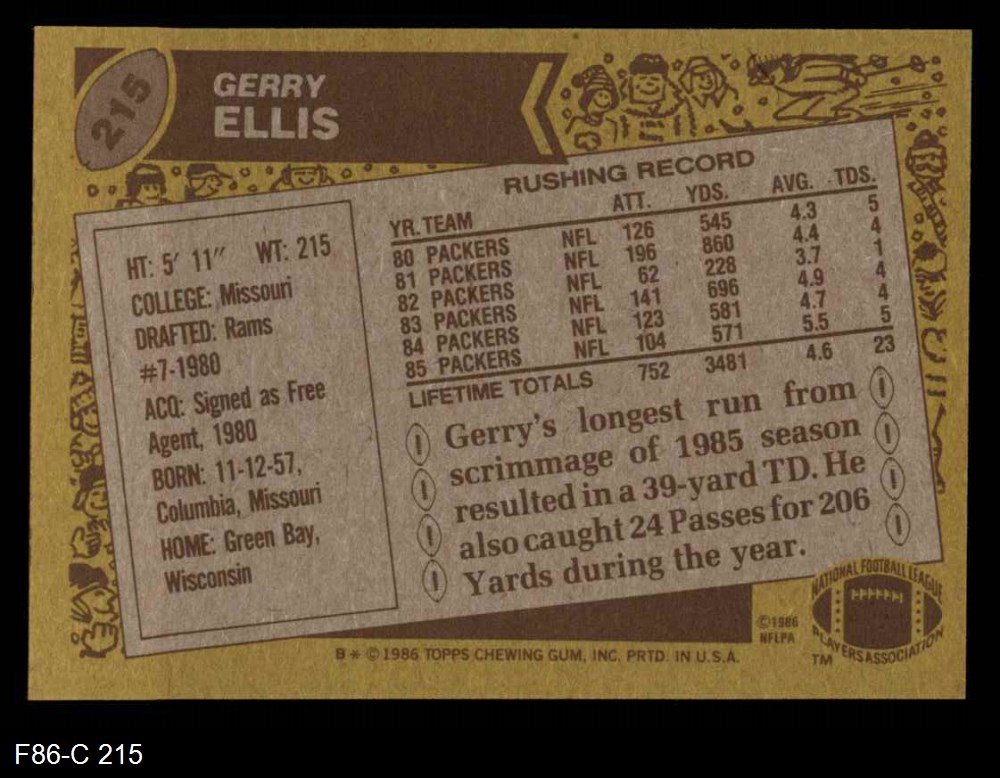 215
GERRY
ELLIS
HT: 5' 11" WT: 215
COLLEGE: Missouri
DRAFTED: Rams
#7-1980
ACQ: Signed as Free
Agent, 1980
BORN: 11-12-57,
Columbia, Missouri
HOME: Green Bay,
Wisconsin
RUSHING RECORD
YR. TEAM ATT. YDS. AVG. TDS.
80 PACKERS NFL 126 545 4.3 5
81 PACKERS NFL 196 860 4.4 4
82 PACKERS NFL 62 228 3.7 1
83 PACKERS NFL 141 696 4.9 4
84 PACKERS NFL 123 581 4.7 4
85 PACKERS NFL 104 571 5.5 5
LIFETIME TOTALS 752 3481 4.6 23
Gerry's longest run from
scrimmage of 1985 season
resulted in a 39-yard TD. He
also caught 24 Passes for 206
Yards during the year.
©1986
NFLPA
NATIONAL FOOTBALL LEAGUE
PLAYERS ASSOCIATION
TM
B * © 1986 TOPPS CHEWING GUM, INC. PRTD. IN U.S.A.
F86-C 215